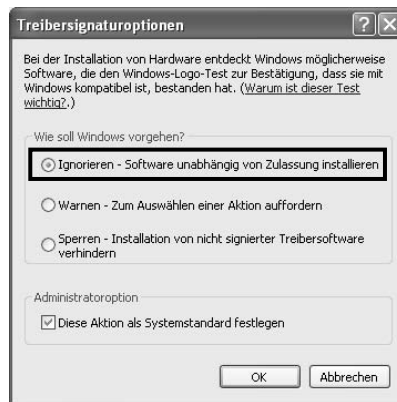 Treibersignaturoptionen
Bei der Installation von Hardware entdeckt Windows möglicherweise
Software, die den Windows-Logo-Test zur Bestätigung, dass sie mit
Windows kompatibel ist, bestanden hat. (Warum ist dieser Test
wichtig?.)
Wie soll Windows vorgehen?
Ignorieren - Software unabhängig von Zulassung installieren
Warnen - Zum Auswählen einer Aktion auffordern
Sperren - Installation von nicht signierter Treibersoftware
verhindern
Administratoroption
Diese Aktion als Systemstandard festlegen
OK Abbrechen